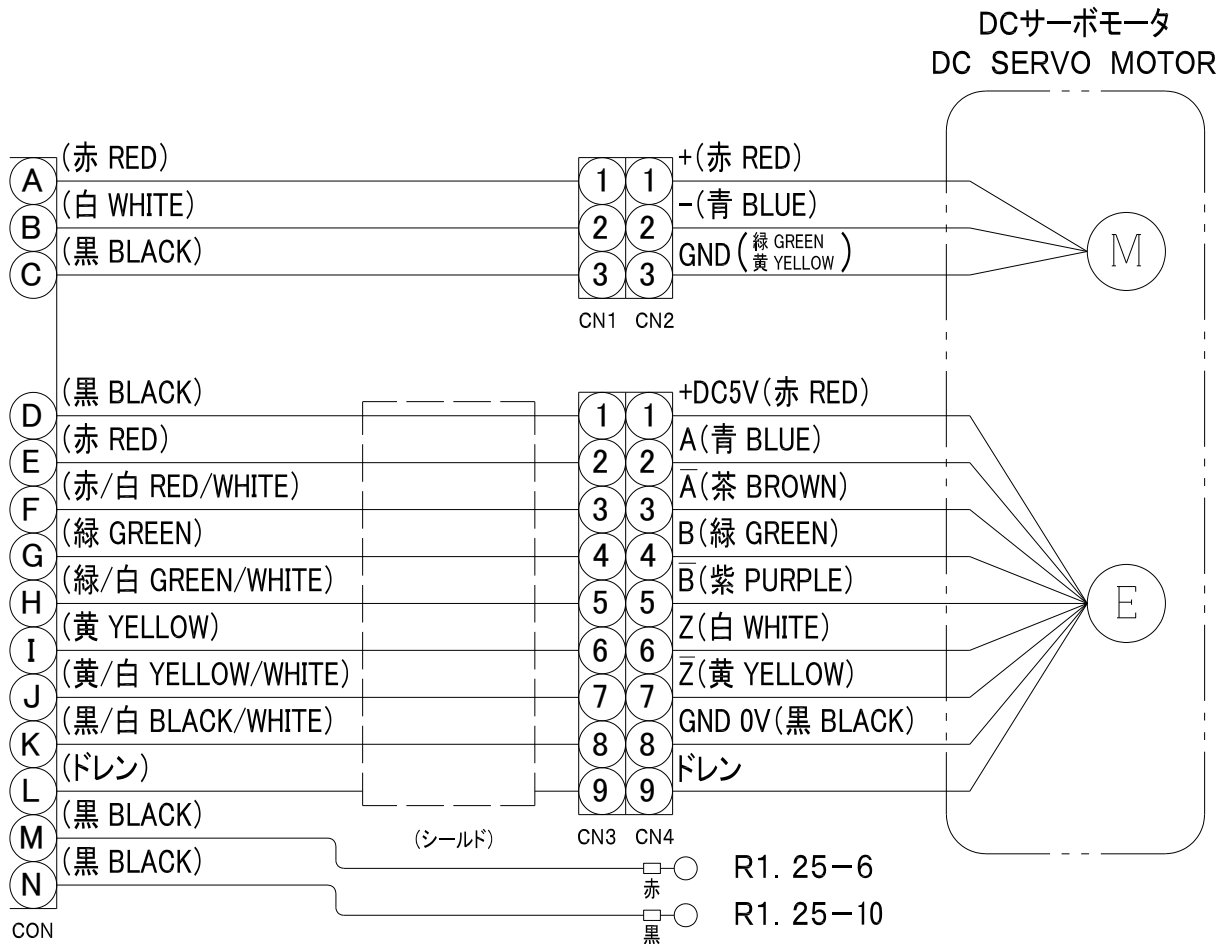 DCサーボモータ
DC SERVO MOTOR
A (赤 RED) 1 1 +(赤 RED)
B (白 WHITE) 2 2 -(青 BLUE)
C (黒 BLACK) 3 3 GND (緑 GREEN
黄 YELLOW)
M
CN1 CN2
D (黒 BLACK) 1 1 +DC5V(赤 RED)
E (赤 RED) 2 2 A(青 BLUE)
F (赤/白 RED/WHITE) 3 3 A̅(茶 BROWN)
G (緑 GREEN) 4 4 B(緑 GREEN)
H (緑/白 GREEN/WHITE) 5 5 B̅(紫 PURPLE)
E
I (黄 YELLOW) 6 6 Z(白 WHITE)
J (黄/白 YELLOW/WHITE) 7 7 Z̅(黄 YELLOW)
K (黒/白 BLACK/WHITE) 8 8 GND 0V(黒 BLACK)
L (ドレン) 9 9 ドレン
(シールド) CN3 CN4
M (黒 BLACK) 赤 R1. 25-6
N (黒 BLACK) 黒 R1. 25-10
CON